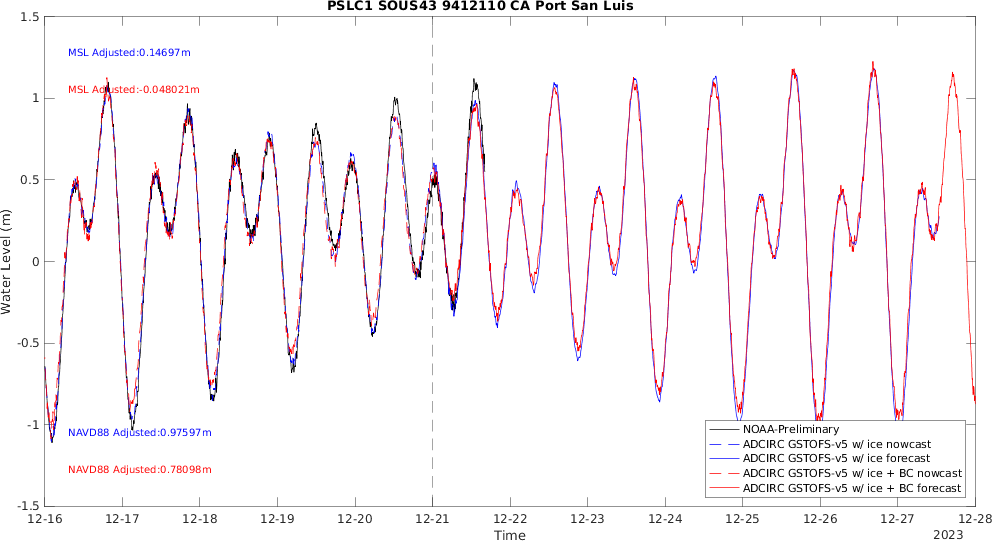 PSLC1 SOUS43 9412110 CA Port San Luis
1.5
1
0.5
0
-0.5
-1
-1.5
Water Level (m)
MSL Adjusted:0.14697m
MSL Adjusted:-0.048021m
NAVD88 Adjusted:0.97597m
NAVD88 Adjusted:0.78098m
NOAA-Preliminary
ADCIRC GSTOFS-v5 w/ ice nowcast
ADCIRC GSTOFS-v5 w/ ice forecast
ADCIRC GSTOFS-v5 w/ ice + BC nowcast
ADCIRC GSTOFS-v5 w/ ice + BC forecast
12-16 12-17 12-18 12-19 12-20 12-21 12-22 12-23 12-24 12-25 12-26 12-27 12-28
Time
2023